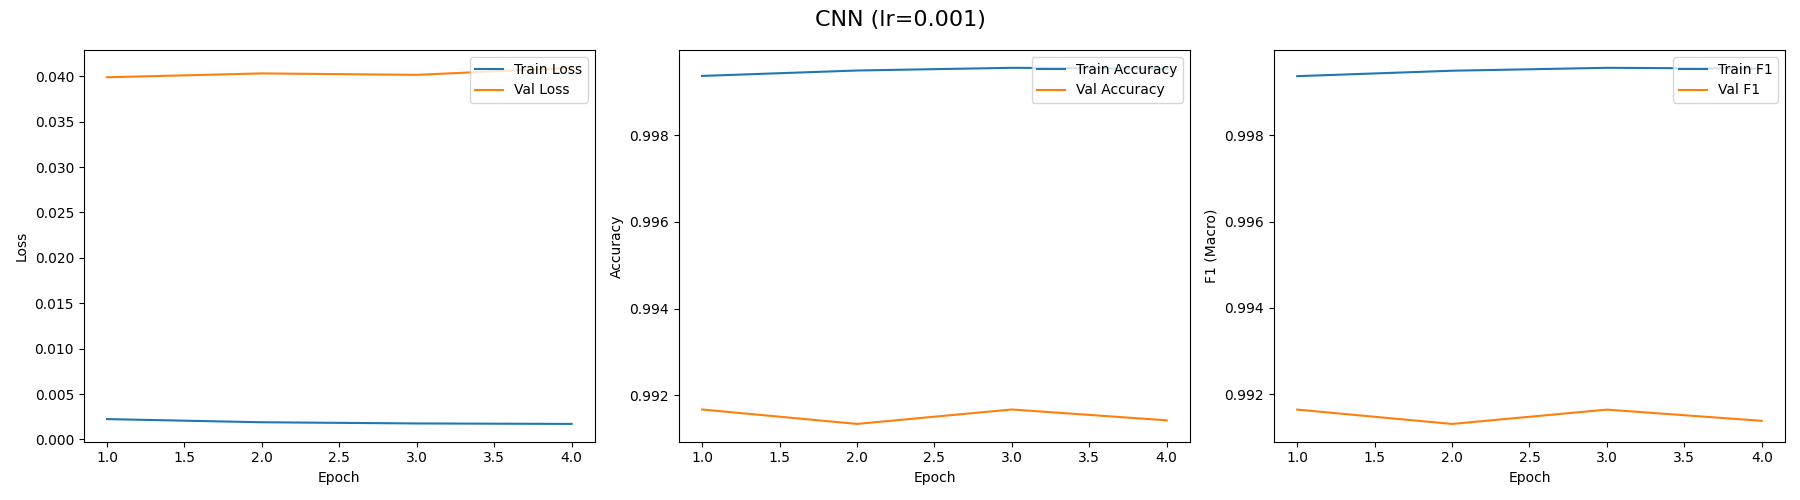 CNN (lr=0.001)
Loss
0.040
0.035
0.030
0.025
0.020
0.015
0.010
0.005
0.000
Train Loss
Val Loss
1.0 1.5 2.0 2.5 3.0 3.5 4.0
Epoch
Accuracy
0.998
0.996
0.994
0.992
Train Accuracy
Val Accuracy
1.0 1.5 2.0 2.5 3.0 3.5 4.0
Epoch
F1 (Macro)
0.998
0.996
0.994
0.992
Train F1
Val F1
1.0 1.5 2.0 2.5 3.0 3.5 4.0
Epoch